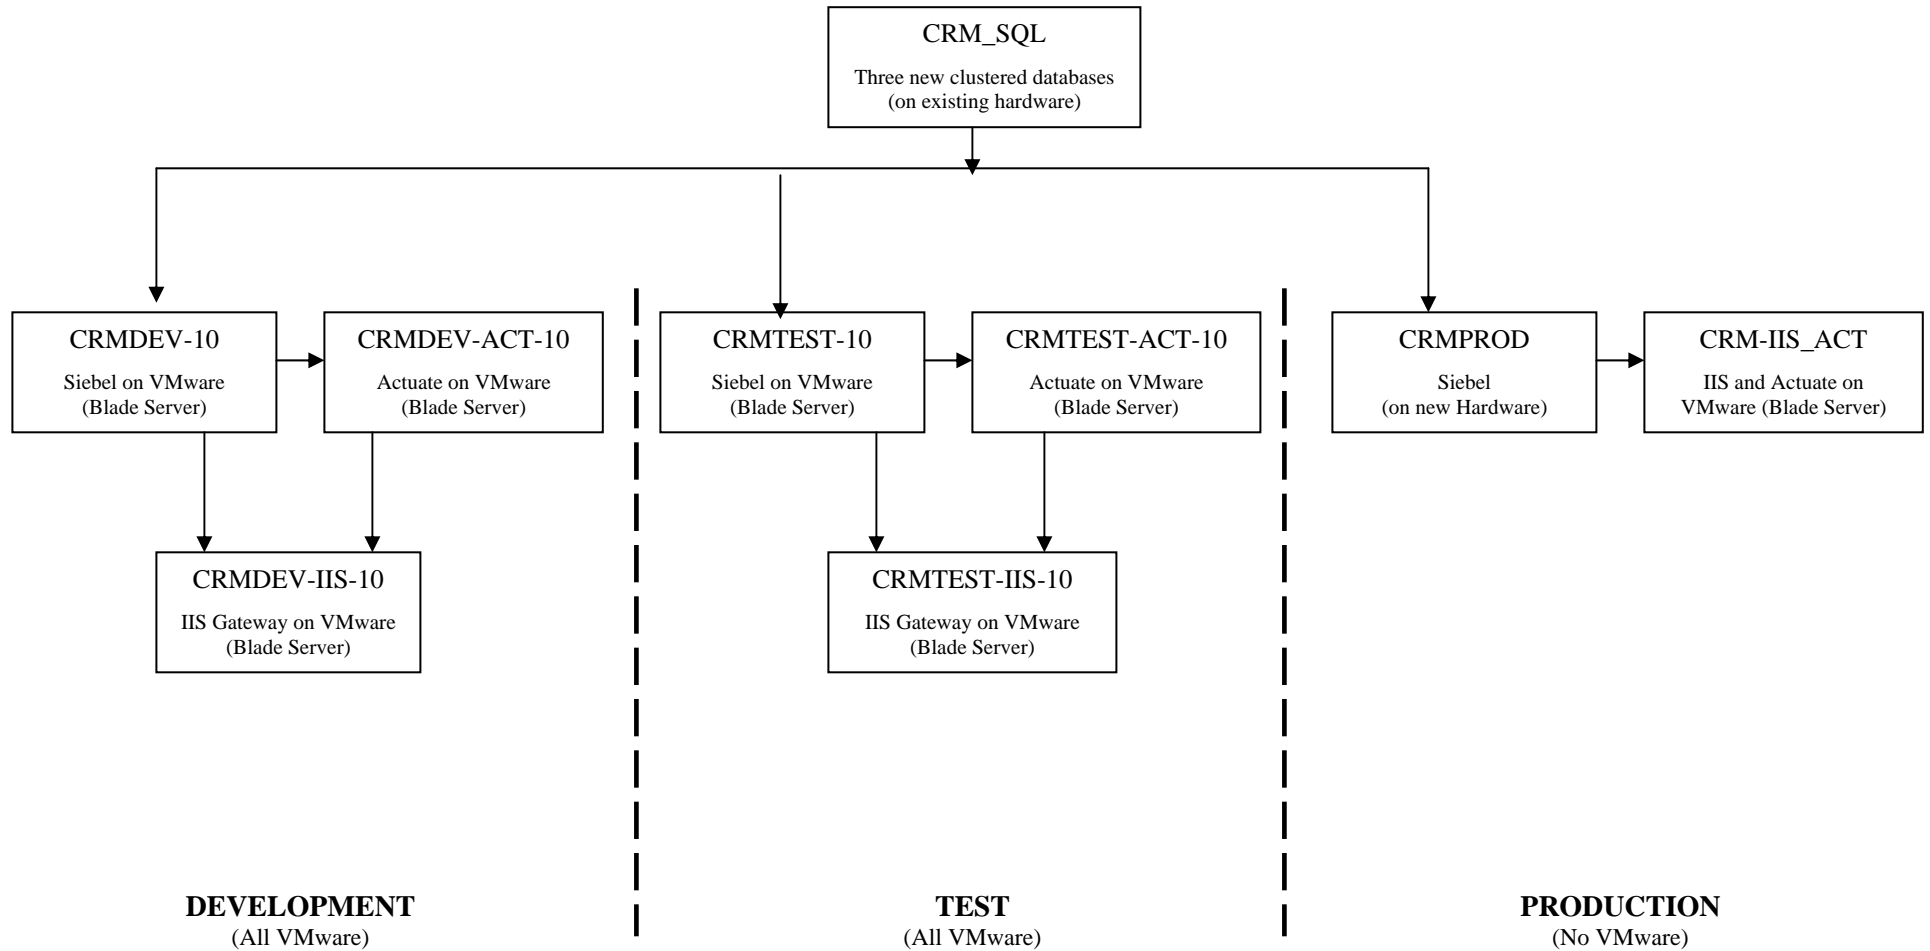 CRM_SQL
Three new clustered databases
(on existing hardware)
CRMDEV-10
Siebel on VMware
(Blade Server)
CRMDEV-ACT-10
Actuate on VMware
(Blade Server)
CRMDEV-IIS-10
IIS Gateway on VMware
(Blade Server)
CRMTEST-10
Siebel on VMware
(Blade Server)
CRMTEST-ACT-10
Actuate on VMware
(Blade Server)
CRMTEST-IIS-10
IIS Gateway on VMware
(Blade Server)
CRMPROD
Siebel
(on new Hardware)
CRM-IIS_ACT
IIS and Actuate on
VMware (Blade Server)
DEVELOPMENT
(All VMware)
TEST
(All VMware)
PRODUCTION
(No VMware)